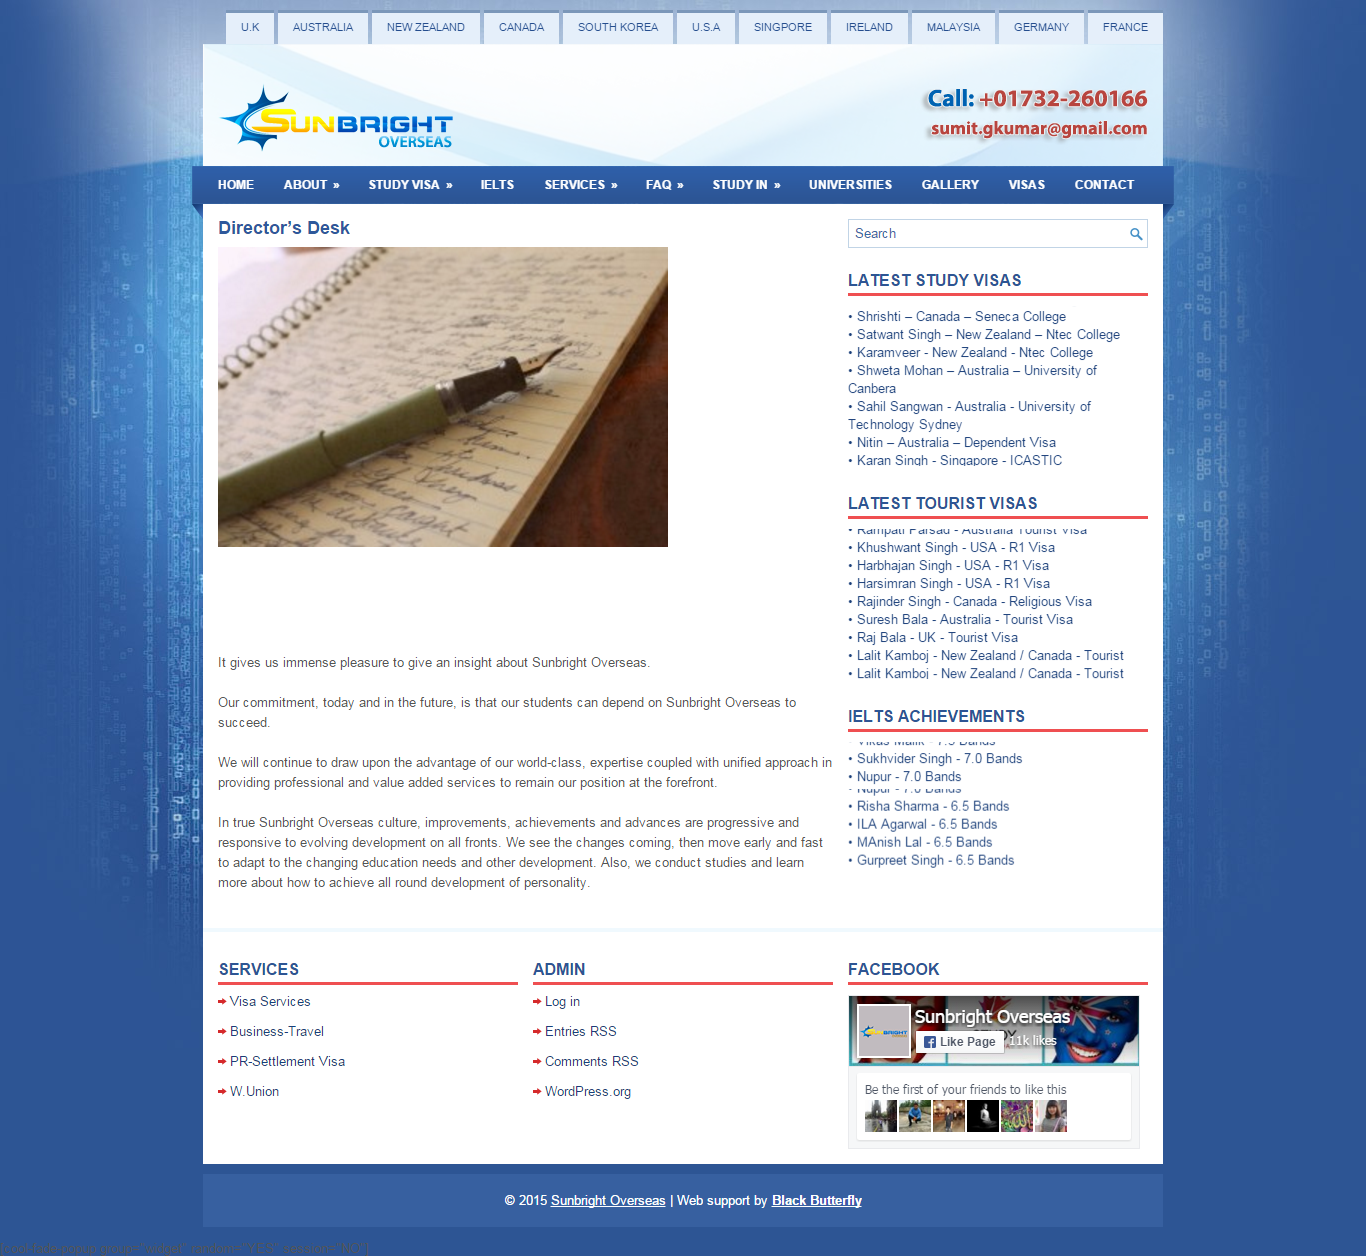 U.K AUSTRALIA NEW ZEALAND CANADA SOUTH KOREA U.S.A SINGPORE IRELAND MALAYSIA GERMANY FRANCE
SUNBRIGHT
OVERSEAS
Call: +01732-260166
sumit.gkumar@gmail.com
HOME ABOUT » STUDY VISA » IELTS SERVICES » FAQ » STUDY IN » UNIVERSITIES GALLERY VISAS CONTACT
Director’s Desk
It gives us immense pleasure to give an insight about Sunbright Overseas.
Our commitment, today and in the future, is that our students can depend on Sunbright Overseas to
succeed.
We will continue to draw upon the advantage of our world-class, expertise coupled with unified approach in
providing professional and value added services to remain our position at the forefront.
In true Sunbright Overseas culture, improvements, achievements and advances are progressive and
responsive to evolving development on all fronts. We see the changes coming, then move early and fast
to adapt to the changing education needs and other development. Also, we conduct studies and learn
more about how to achieve all round development of personality.
Search
LATEST STUDY VISAS
• Shrishti – Canada – Seneca College
• Satwant Singh – New Zealand – Ntec College
• Karamveer - New Zealand - Ntec College
• Shweta Mohan – Australia – University of
Canbera
• Sahil Sangwan - Australia - University of
Technology Sydney
• Nitin – Australia – Dependent Visa
• Karan Singh - Singapore - ICASTIC
LATEST TOURIST VISAS
• Rampati Parsad - Australia Tourist Visa
• Khushwant Singh - USA - R1 Visa
• Harbhajan Singh - USA - R1 Visa
• Harsimran Singh - USA - R1 Visa
• Rajinder Singh - Canada - Religious Visa
• Suresh Bala - Australia - Tourist Visa
• Raj Bala - UK - Tourist Visa
• Lalit Kamboj - New Zealand / Canada - Tourist
• Lalit Kamboj - New Zealand / Canada - Tourist
IELTS ACHIEVEMENTS
• Vikas Malik - 7.5 Bands
• Sukhvider Singh - 7.0 Bands
• Nupur - 7.0 Bands
• Nupur - 7.0 Bands
• Risha Sharma - 6.5 Bands
• ILA Agarwal - 6.5 Bands
• MAnish Lal - 6.5 Bands
• Gurpreet Singh - 6.5 Bands
SERVICES
Visa Services
Business-Travel
PR-Settlement Visa
W.Union
ADMIN
Log in
Entries RSS
Comments RSS
WordPress.org
FACEBOOK
Sunbright Overseas
Like Page 11k likes
Be the first of your friends to like this
© 2015 Sunbright Overseas | Web support by Black Butterfly